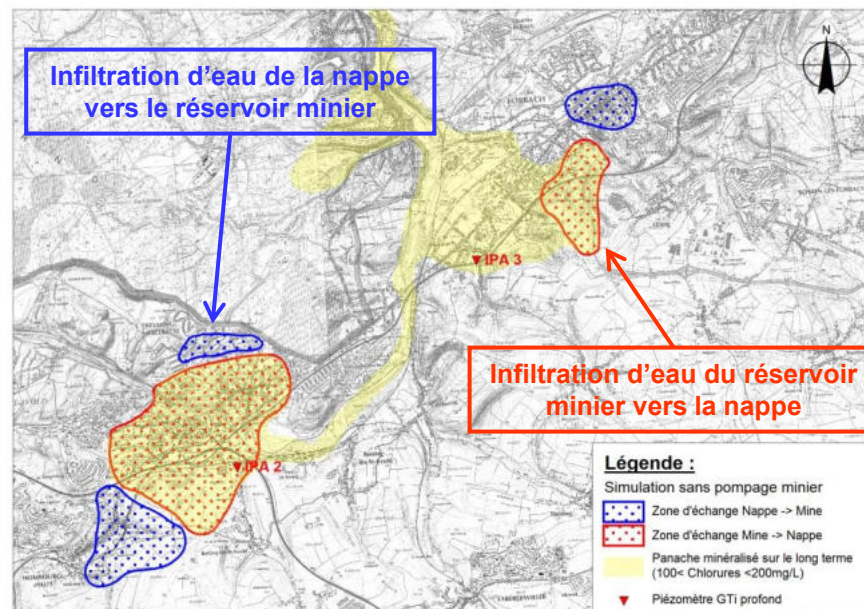 Infiltration d'eau de la nappe
vers le réservoir minier
N
FORBACH
IPA 3
Infiltration d'eau du réservoir
minier vers la nappe
IPA 2
Légende :
Simulation sans pompage minier
Zone d'échange Nappe -> Mine
Zone d'échange Mine -> Nappe
Panache minéralisé sur le long terme
(100< Chlorures <200mg/L)
Piézomètre GTi profond